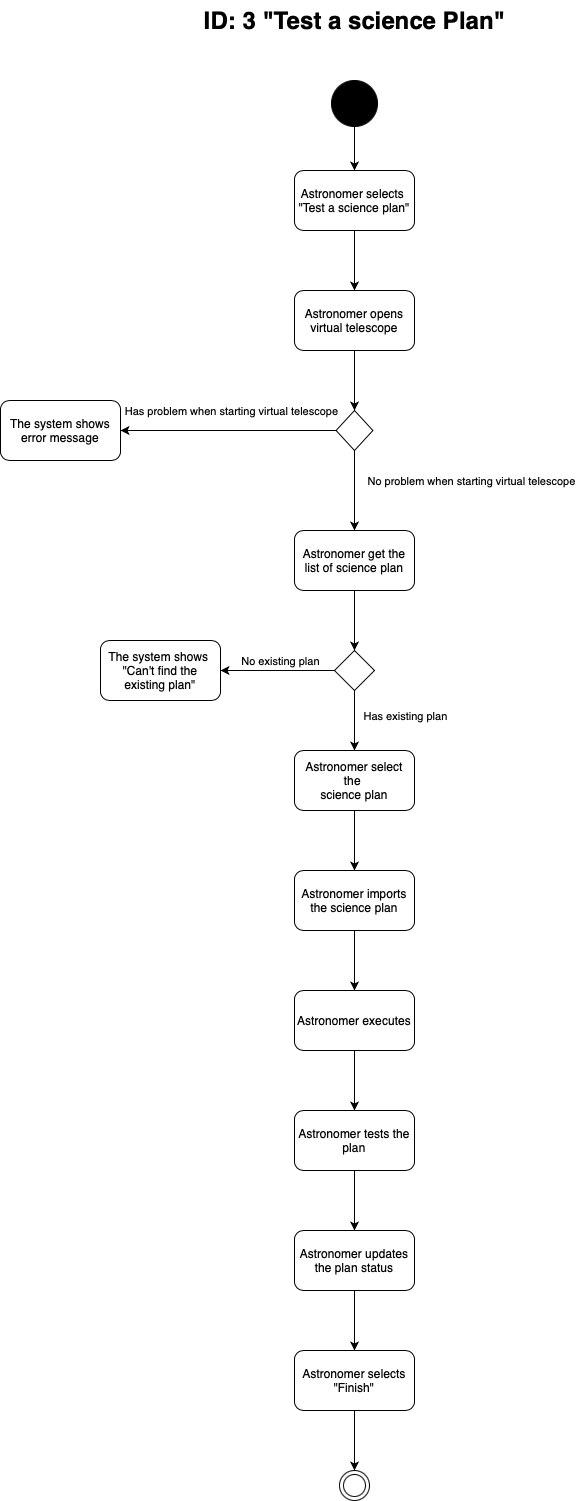 ID: 3 "Test a science Plan"
Astronomer selects
"Test a science plan"
Astronomer opens
virtual telescope
Has problem when starting virtual telescope
The system shows
error message
No problem when starting virtual telescope
Astronomer get the
list of science plan
No existing plan
The system shows
"Can't find the
existing plan"
Has existing plan
Astronomer select
the
science plan
Astronomer imports
the science plan
Astronomer executes
Astronomer tests the
plan
Astronomer updates
the plan status
Astronomer selects
"Finish"